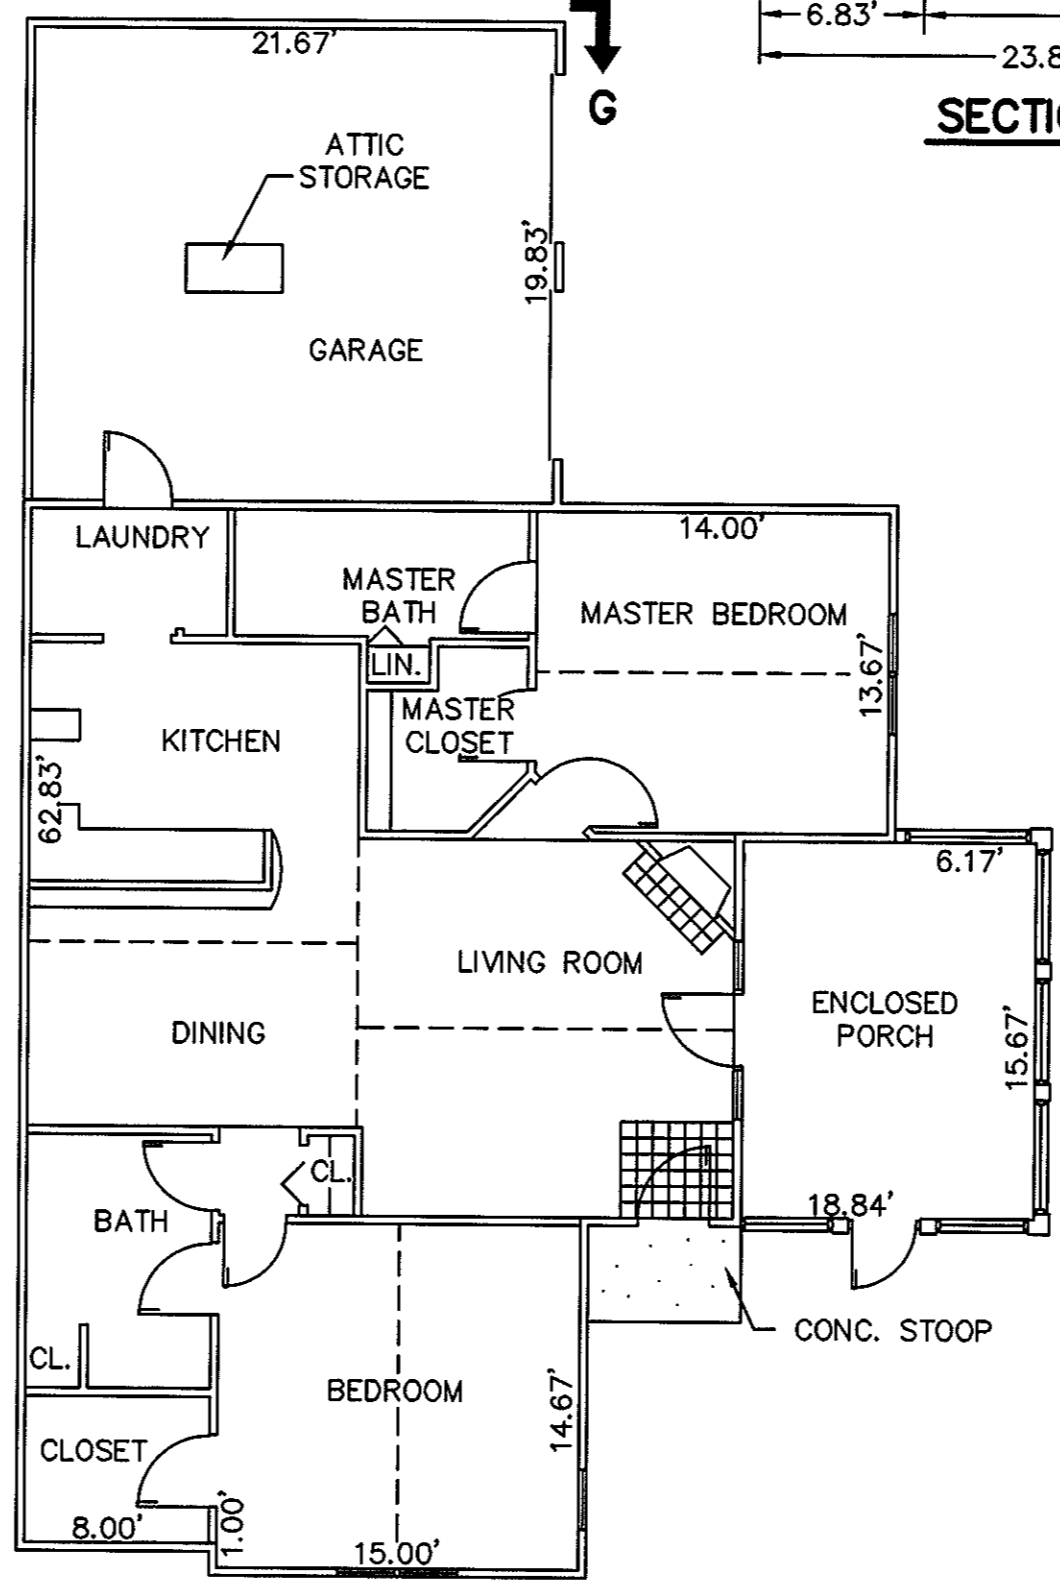 6.83'
23.8
SECTIO
G
21.67'
ATTIC
STORAGE
19.83'
GARAGE
LAUNDRY
14.00'
MASTER
BATH
MASTER BEDROOM
LIN.
13.67'
MASTER
CLOSET
KITCHEN
62.83'
6.17'
LIVING ROOM
ENCLOSED
PORCH
DINING
15.67'
CL.
BATH
18.84'
CONC. STOOP
CL.
BEDROOM
14.67'
CLOSET
8.00'
1.00'
15.00'